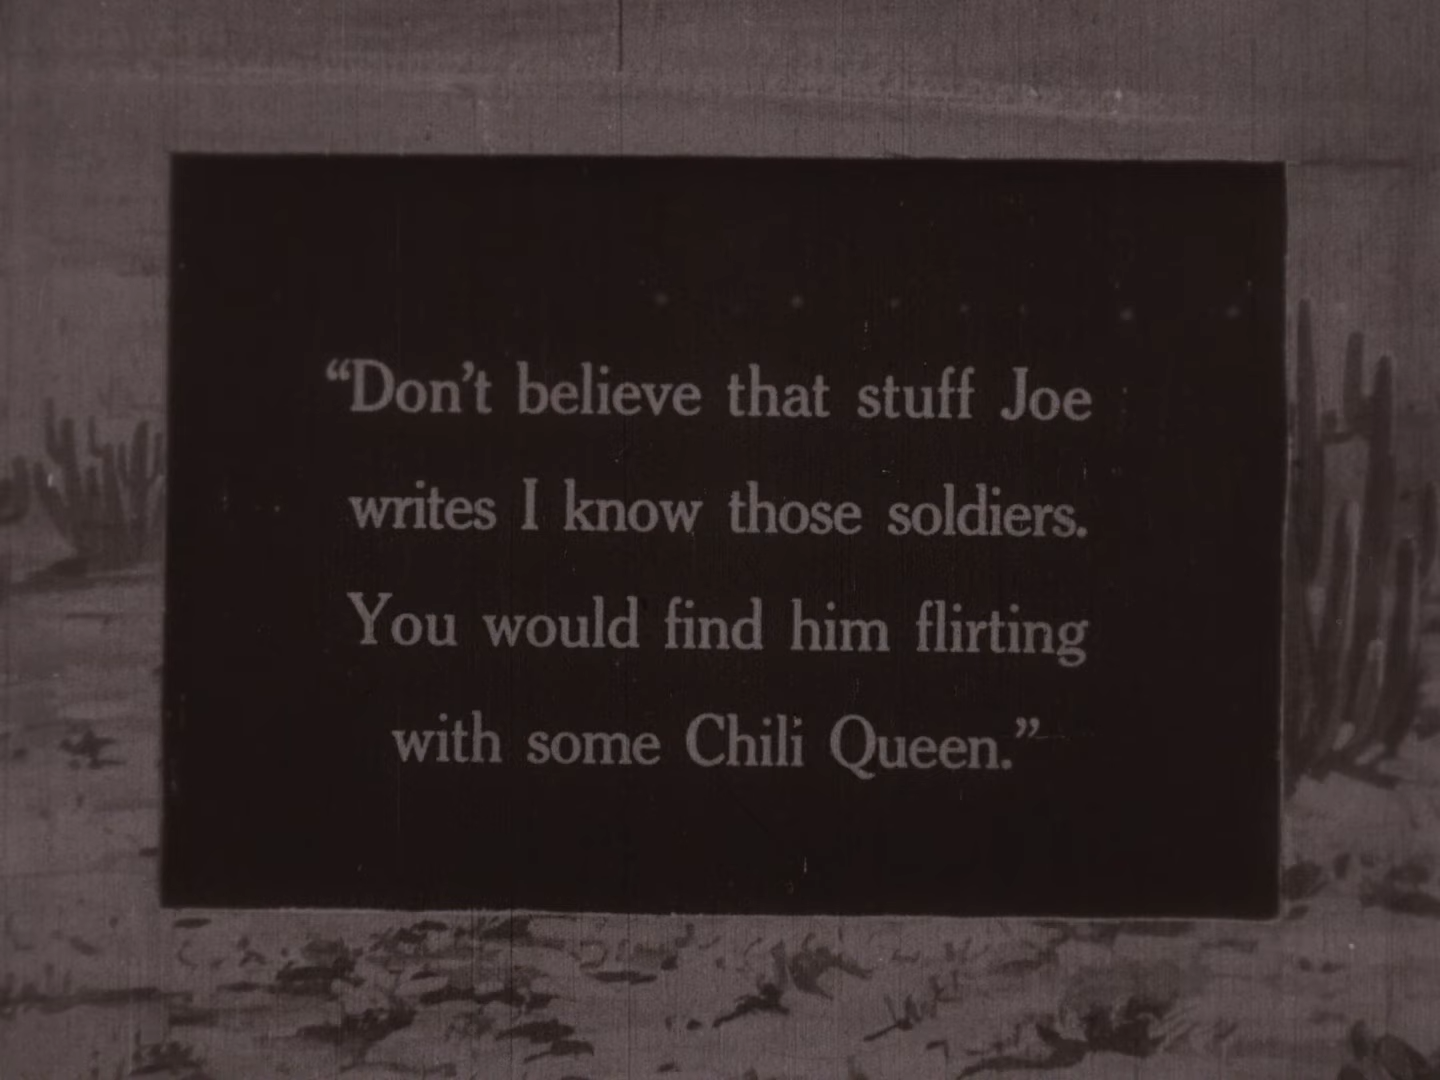 “Don’t believe that stuff Joe
writes I know those soldiers.
You would find him flirting
with some Chili Queen.”